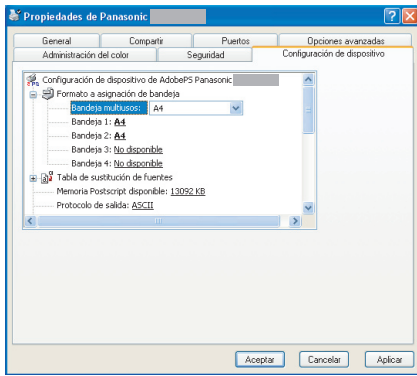 Propiedades de Panasonic
General Compartir Puertos Opciones avanzadas
Administración del color Seguridad Configuración de dispositivo
Configuración de dispositivo de AdobePS Panasonic
Formato a asignación de bandeja
Bandeja multiusos: A4
Bandeja 1: A4
Bandeja 2: A4
Bandeja 3: No disponible
Bandeja 4: No disponible
Tabla de sustitución de fuentes
Memoria Postscript disponible: 13092 KB
Protocolo de salida: ASCII
Aceptar Cancelar Aplicar